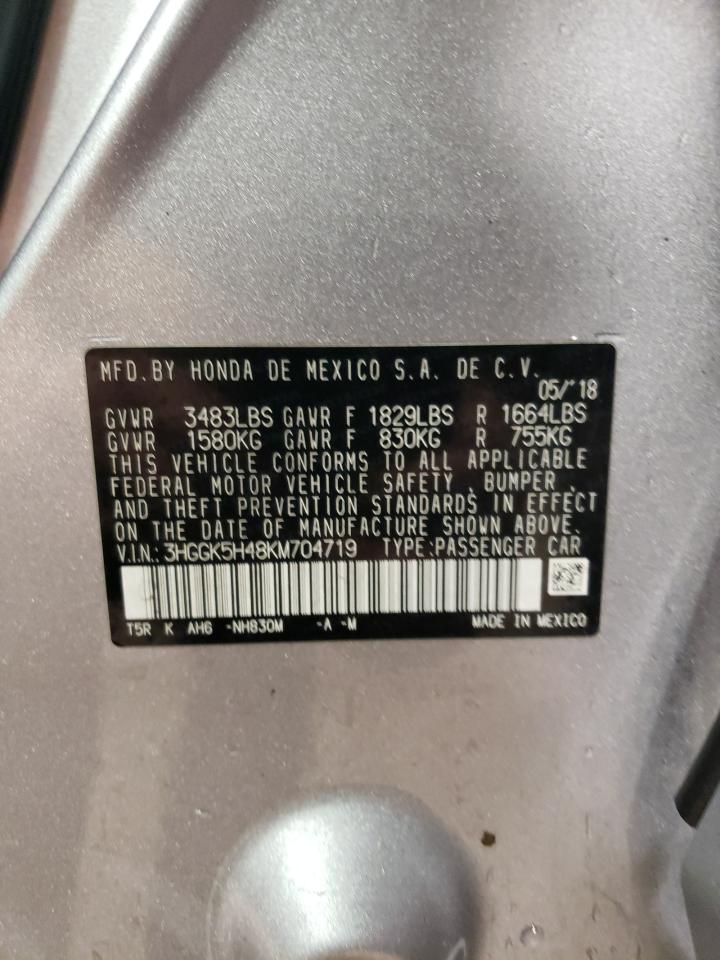 MFD.BY HONDA DE MEXICO S.A. DE C.V.
05/'18
GVWR 3483LBS GAWR F 1829LBS R 1664LBS
GVWR 1580KG GAWR F 830KG R 755KG
THIS VEHICLE CONFORMS TO ALL APPLICABLE
FEDERAL MOTOR VEHICLE SAFETY, BUMPER,
AND THEFT PREVENTION STANDARDS IN EFFECT
ON THE DATE OF MANUFACTURE SHOWN ABOVE.
V.I.N.:3HGGK5H48KM704719 TYPE:PASSENGER CAR
T5R K AH6 -NH830M -A -M MADE IN MEXICO